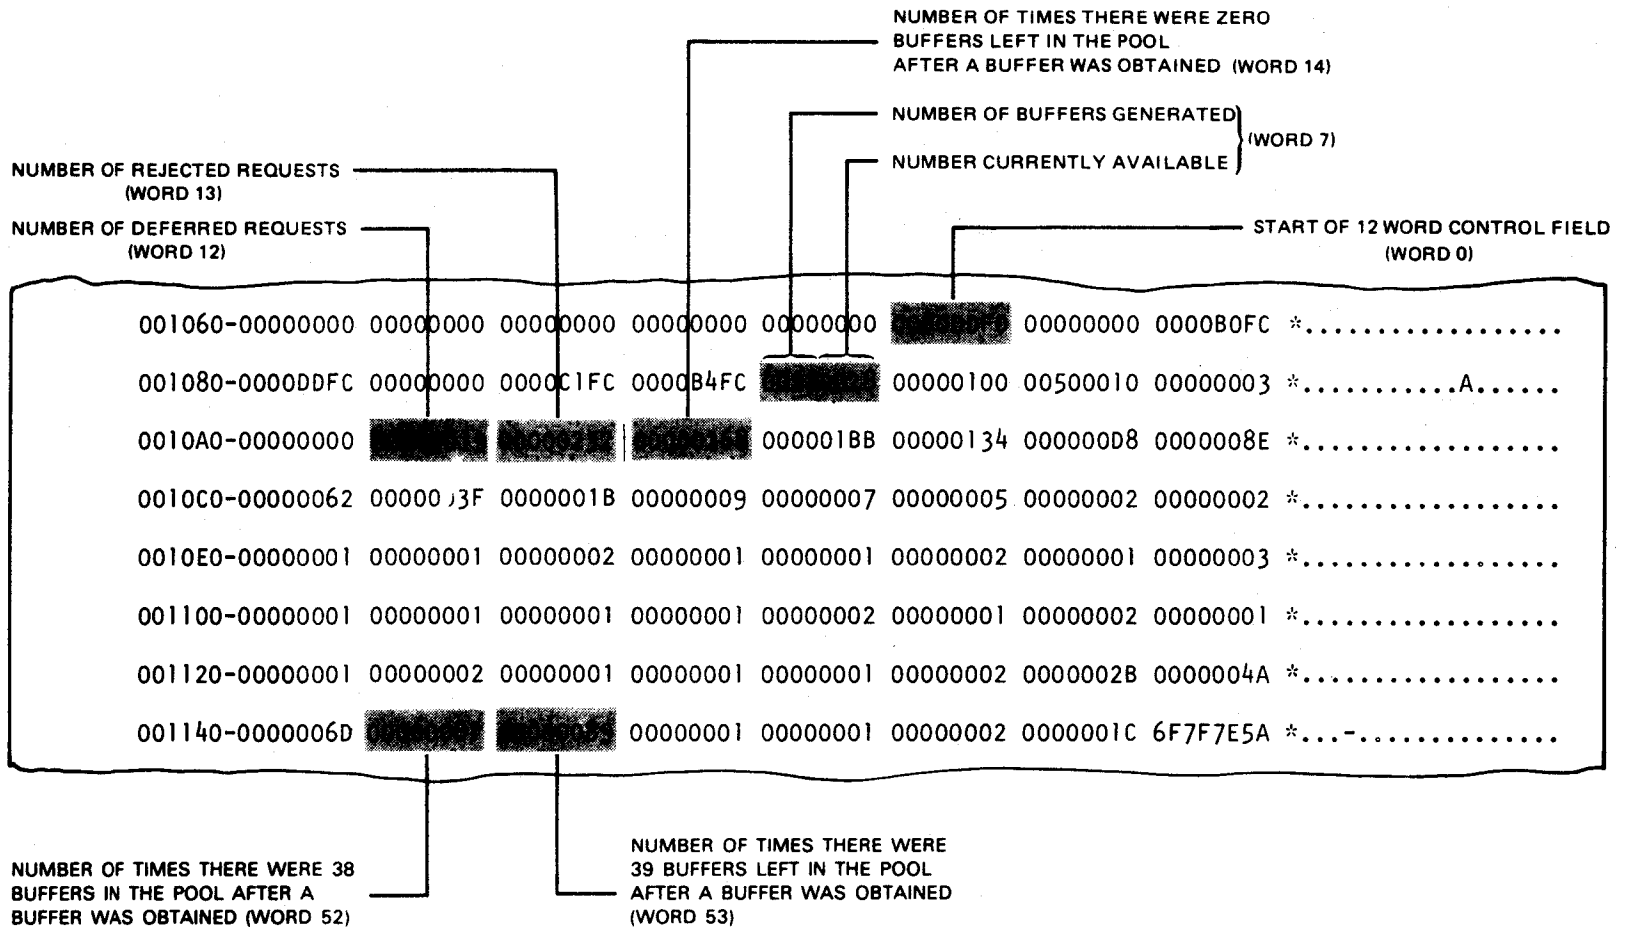 NUMBER OF TIMES THERE WERE ZERO
BUFFERS LEFT IN THE POOL
AFTER A BUFFER WAS OBTAINED (WORD 14)
NUMBER OF BUFFERS GENERATED
(WORD 7)
NUMBER CURRENTLY AVAILABLE
NUMBER OF REJECTED REQUESTS
(WORD 13)
NUMBER OF DEFERRED REQUESTS
(WORD 12)
START OF 12 WORD CONTROL FIELD
(WORD 0)
001060-00000000 00000000 00000000 00000000 00000000 00000000 0000B0FC *..................
001080-0000DDFC 00000000 0000C1FC 0000B4FC 00000100 00500010 00000003 *...........A......
0010A0-00000000 00000232 00000268 000001BB 00000134 000000D8 0000008E *..................
0010C0-00000062 0000001B 00000009 00000007 00000005 00000002 00000002 *..................
0010E0-00000001 00000001 00000002 00000001 00000001 00000002 00000001 00000003 *..................
001100-00000001 00000001 00000001 00000001 00000002 00000001 00000002 00000001 *..................
001120-00000001 00000002 00000001 00000001 00000001 00000002 0000002B 0000004A *..................
001140-0000006D 00000001 00000001 00000002 0000001C 6F7F7E5A *...-..............
NUMBER OF TIMES THERE WERE 38
BUFFERS IN THE POOL AFTER A
BUFFER WAS OBTAINED (WORD 52)
NUMBER OF TIMES THERE WERE
39 BUFFERS LEFT IN THE POOL
AFTER A BUFFER WAS OBTAINED
(WORD 53)